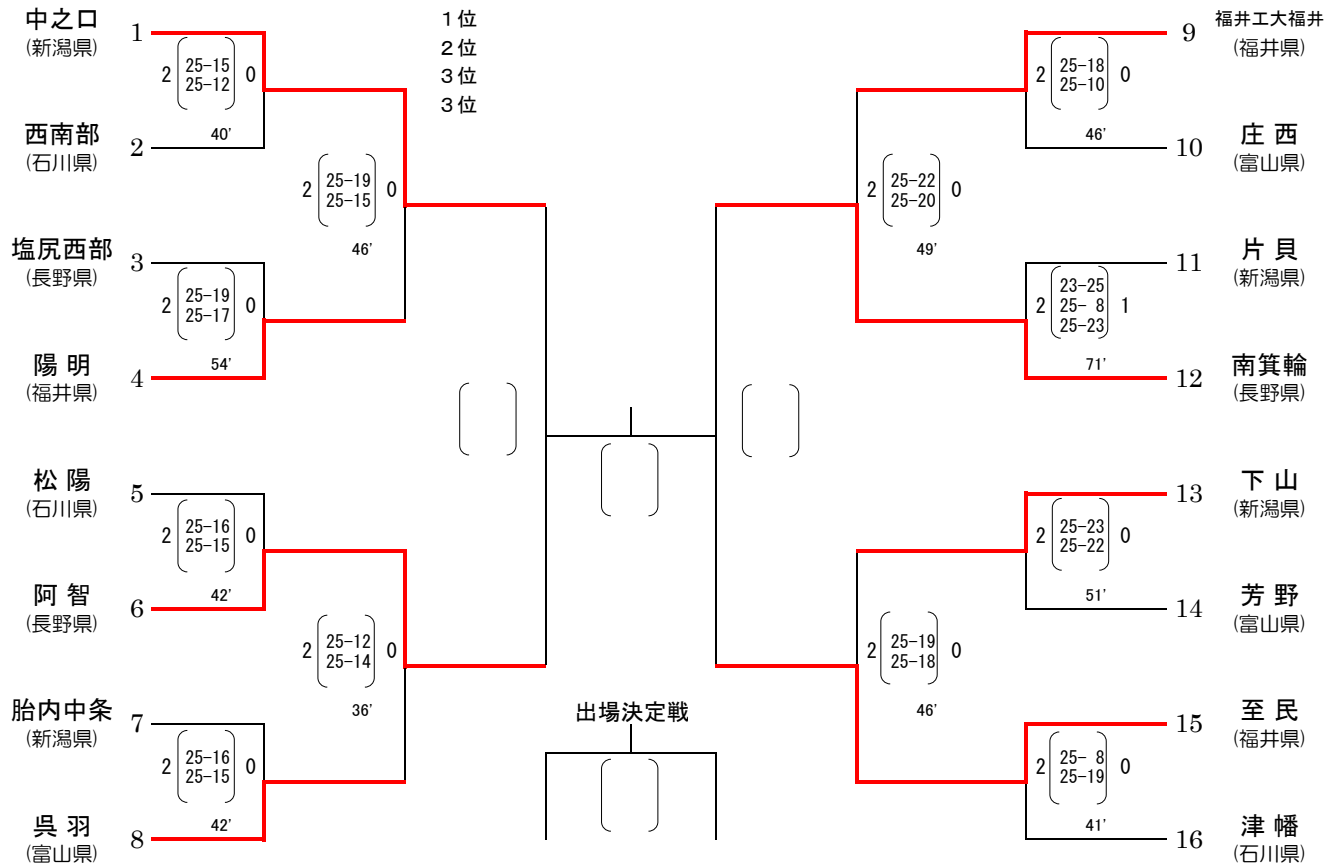 中之口
(新潟県)
1
2
25-15
25-12
0
40'
西南部
(石川県)
2
2
25-19
25-15
0
46'
塩尻西部
(長野県)
3
2
25-19
25-17
0
54'
陽 明
(福井県)
4
松 陽
(石川県)
5
2
25-16
25-15
0
42'
阿 智
(長野県)
6
2
25-12
25-14
0
36'
胎内中条
(新潟県)
7
2
25-16
25-15
0
42'
呉 羽
(富山県)
8
1位
2位
3位
3位
出場決定戦
9
福井工大福井
(福井県)
2
25-18
25-10
0
46'
10
庄 西
(富山県)
2
25-22
25-20
0
49'
11
片 貝
(新潟県)
2
23-25
25- 8
25-23
1
71'
12
南箕輪
(長野県)
13
下 山
(新潟県)
2
25-23
25-22
0
51'
14
芳 野
(富山県)
2
25-19
25-18
0
46'
15
至 民
(福井県)
2
25- 8
25-19
0
41'
16
津 幡
(石川県)